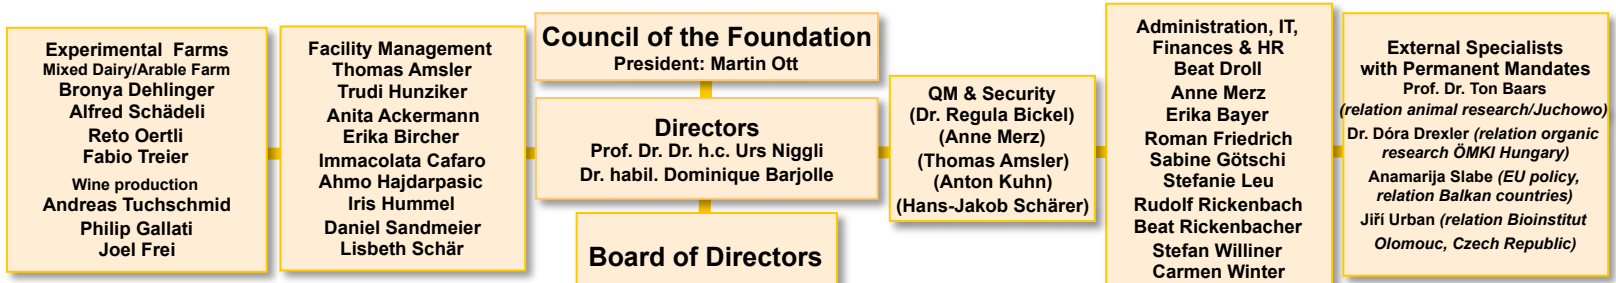 Experimental Farms
Mixed Dairy/Arable Farm
Bronya Dehlinger
Alfred Schädeli
Reto Oertli
Fabio Treier
Wine production
Andreas Tuchschmid
Philip Gallati
Joel Frei
Facility Management
Thomas Amsler
Trudi Hunziker
Anita Ackermann
Erika Bircher
Immacolata Cafaro
Ahmo Hajdarpasic
Iris Hummel
Daniel Sandmeier
Lisbeth Schär
Council of the Foundation
President: Martin Ott
Directors
Prof. Dr. Dr. h.c. Urs Niggli
Dr. habil. Dominique Barjolle
Board of Directors
QM & Security
(Dr. Regula Bickel)
(Anne Merz)
(Thomas Amsler)
(Anton Kuhn)
(Hans-Jakob Schärer)
Administration, IT,
Finances & HR
Beat Droll
Anne Merz
Erika Bayer
Roman Friedrich
Sabine Götschi
Stefanie Leu
Rudolf Rickenbach
Beat Rickenbacher
Stefan Williner
Carmen Winter
External Specialists
with Permanent Mandates
Prof. Dr. Ton Baars
(relation animal research/Juchowo)
Dr. Dóra Drexler (relation organic
research ÖMKI Hungary)
Anamarija Slabe (EU policy,
relation Balkan countries)
Jiří Urban (relation Bioinstitut
Olomouc, Czech Republic)